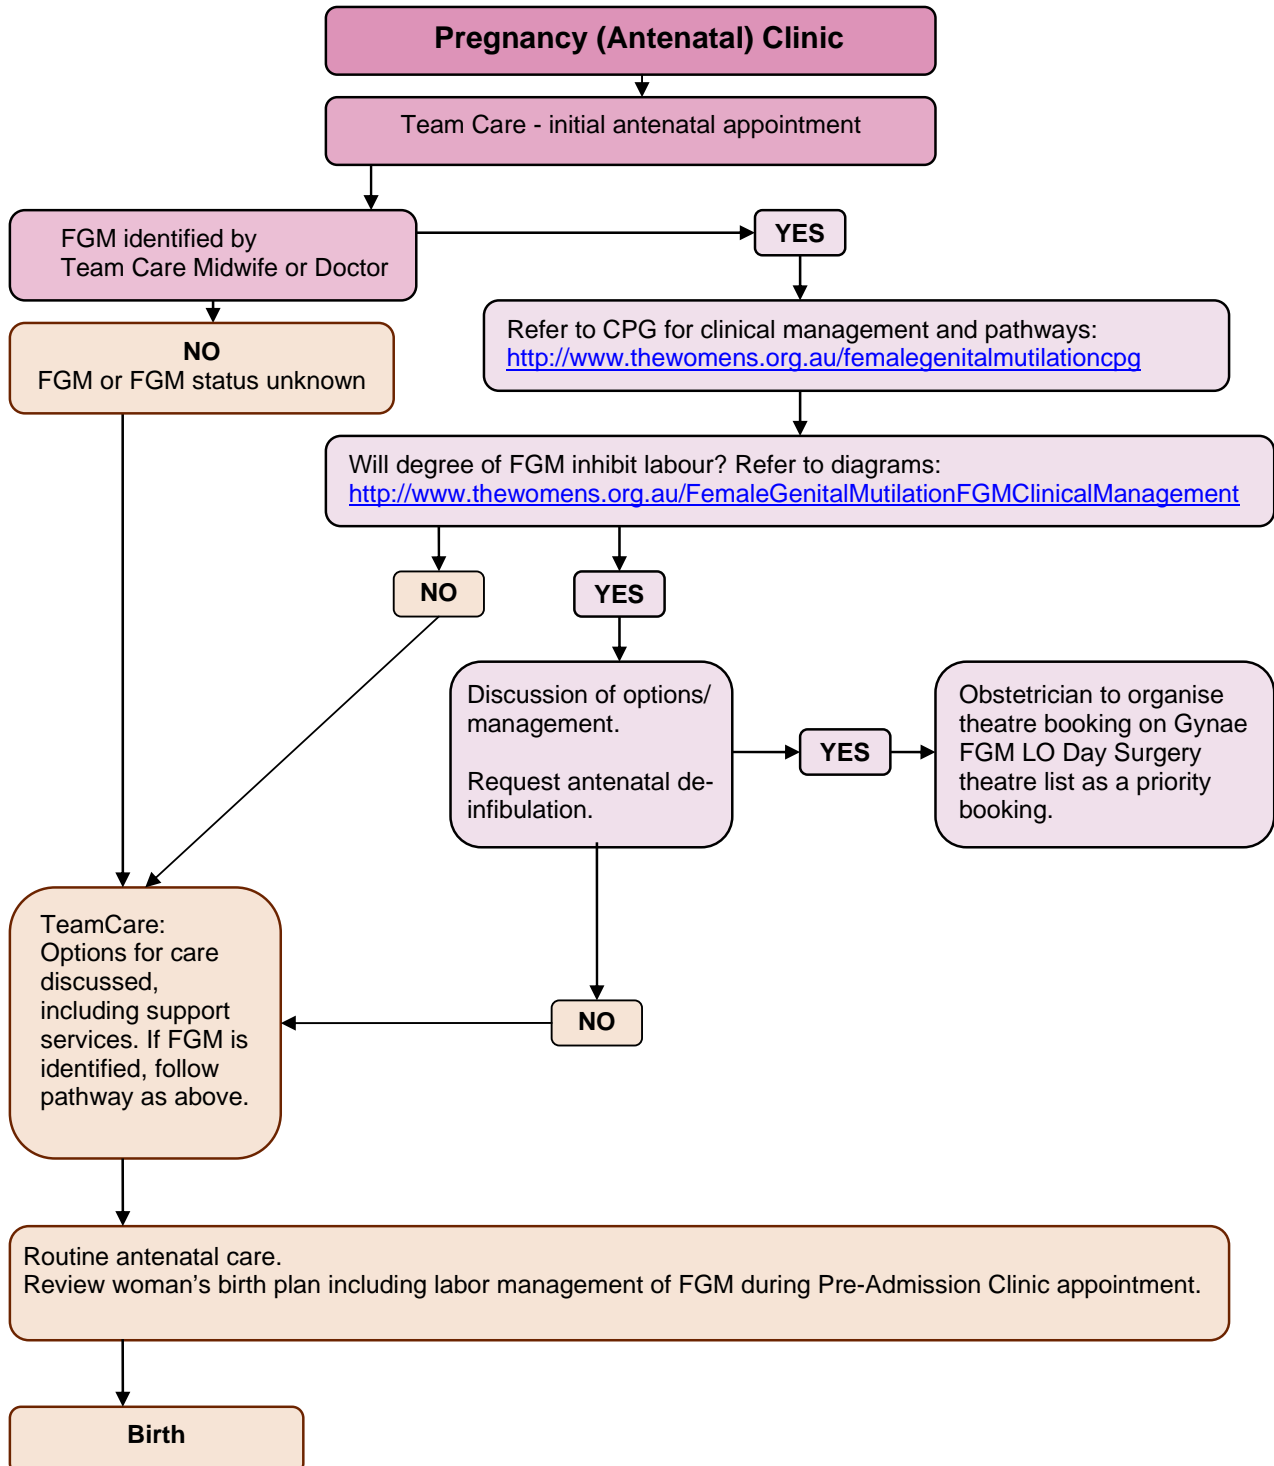 Pregnancy (Antenatal) Clinic
Team Care - initial antenatal appointment
FGM identified by
Team Care Midwife or Doctor
YES
NO
FGM or FGM status unknown
Refer to CPG for clinical management and pathways:
http://www.thewomens.org.au/femalegenitalmutilationcpg
Will degree of FGM inhibit labour? Refer to diagrams:
http://www.thewomens.org.au/FemaleGenitalMutilationFGMClinicalManagement
NO
YES
Discussion of options/
management.
Request antenatal de-
infibulation.
YES
Obstetrician to organise
theatre booking on Gynae
FGM LO Day Surgery
theatre list as a priority
booking.
TeamCare:
Options for care
discussed,
including support
services. If FGM is
identified, follow
pathway as above.
NO
Routine antenatal care.
Review woman’s birth plan including labor management of FGM during Pre-Admission Clinic appointment.
Birth